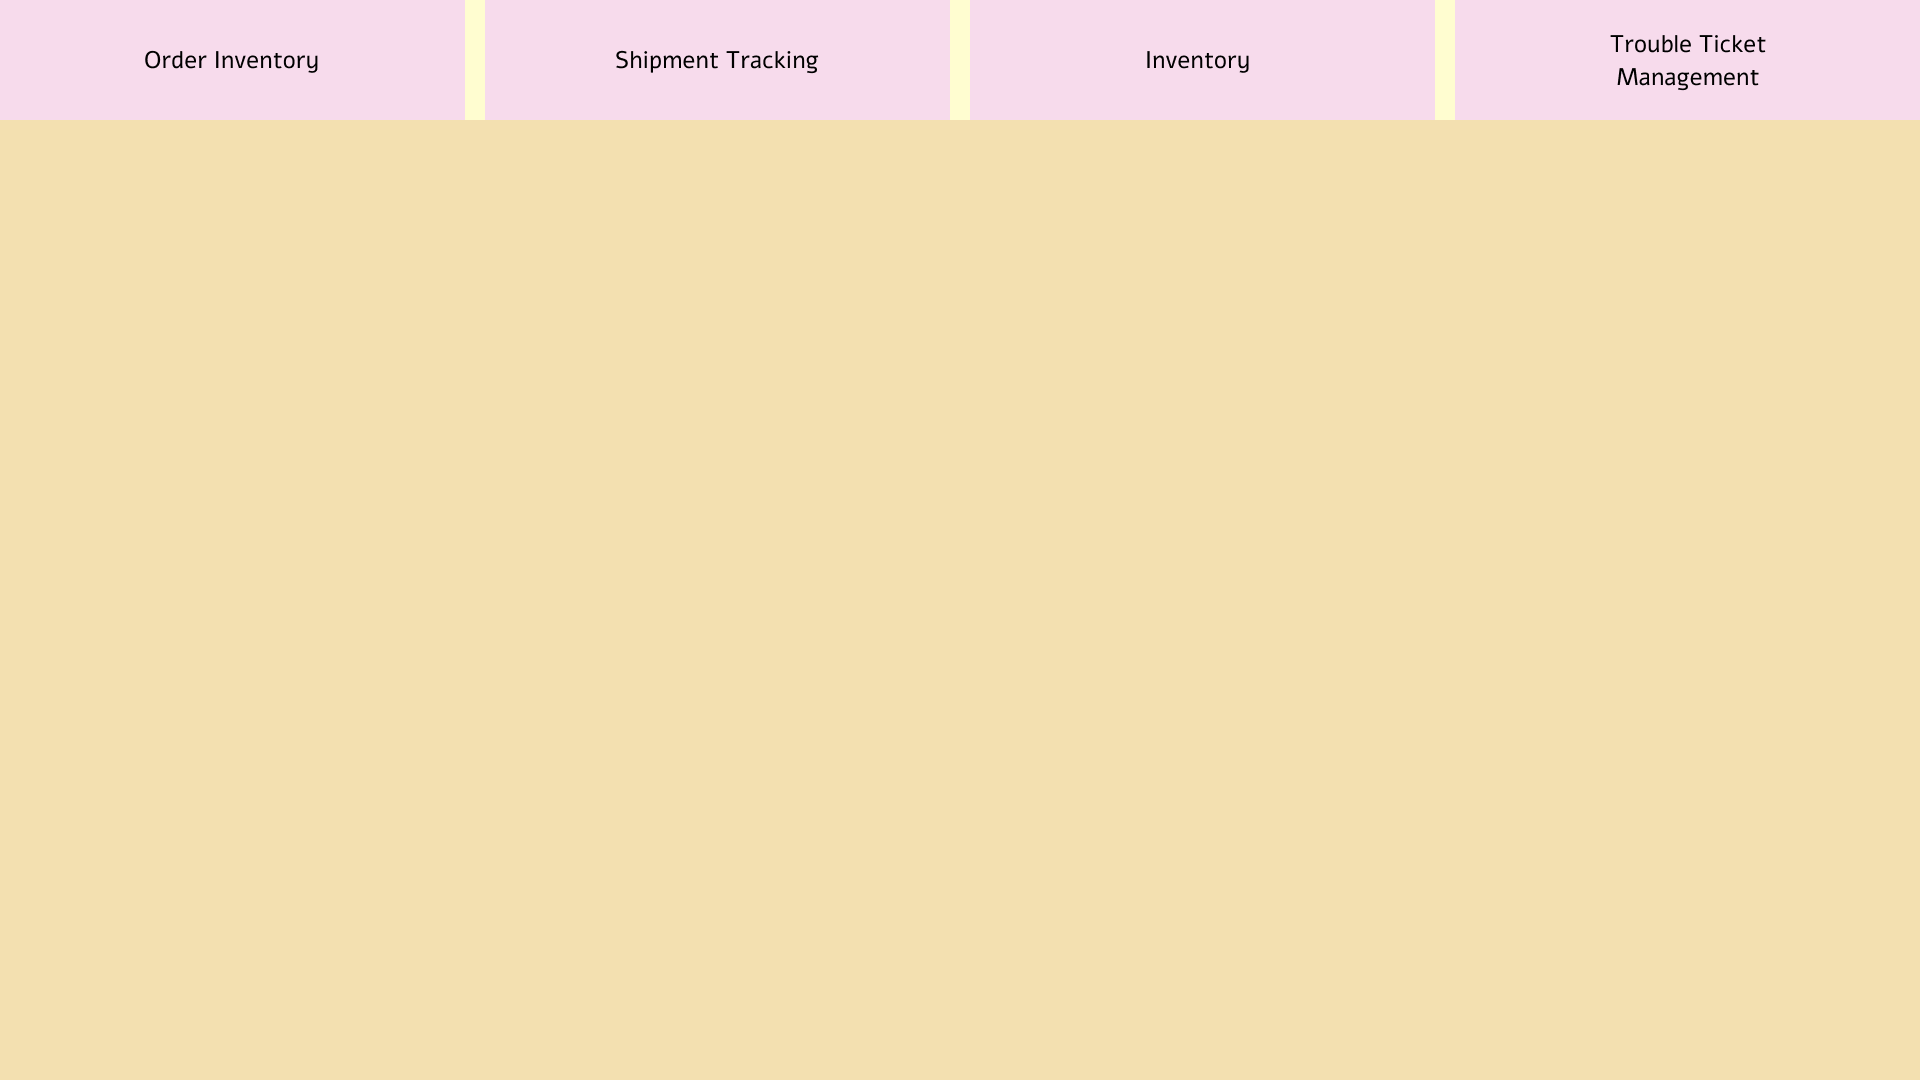 Order Inventory
Shipment Tracking
Inventory
Trouble Ticket
Management